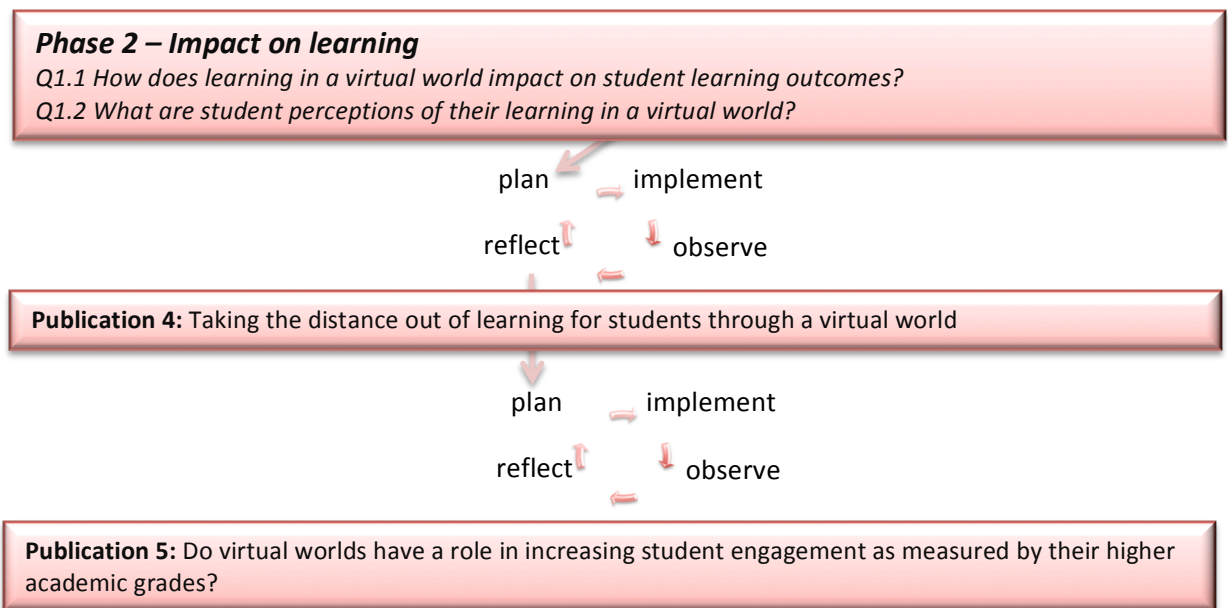 Phase 2 – Impact on learning
Q1.1 How does learning in a virtual world impact on student learning outcomes?
Q1.2 What are student perceptions of their learning in a virtual world?
plan implement
reflect observe
Publication 4: Taking the distance out of learning for students through a virtual world
plan implement
reflect observe
Publication 5: Do virtual worlds have a role in increasing student engagement as measured by their higher
academic grades?